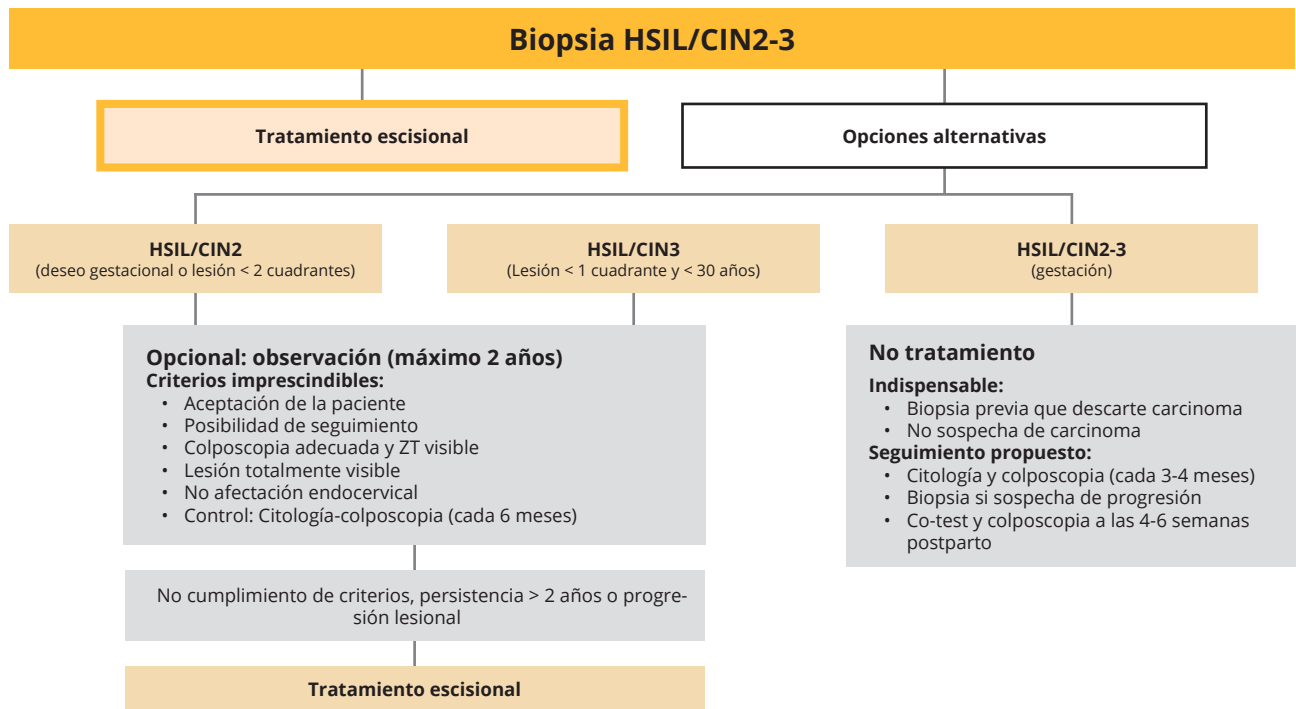 Biopsia HSIL/CIN2-3
Tratamiento escisional
Opciones alternativas
HSIL/CIN2
(deseo gestacional o lesión < 2 cuadrantes)
HSIL/CIN3
(Lesión < 1 cuadrante y < 30 años)
HSIL/CIN2-3
(gestación)
Opcional: observación (máximo 2 años)
Criterios imprescindibles:
• Aceptación de la paciente
• Posibilidad de seguimiento
• Colposcopia adecuada y ZT visible
• Lesión totalmente visible
• No afectación endocervical
• Control: Citología-colposcopia (cada 6 meses)
No tratamiento
Indispensable:
• Biopsia previa que descarte carcinoma
• No sospecha de carcinoma
Seguimiento propuesto:
• Citología y colposcopia (cada 3-4 meses)
• Biopsia si sospecha de progresión
• Co-test y colposcopia a las 4-6 semanas
postparto
No cumplimiento de criterios, persistencia > 2 años o progre-
sión lesional
Tratamiento escisional